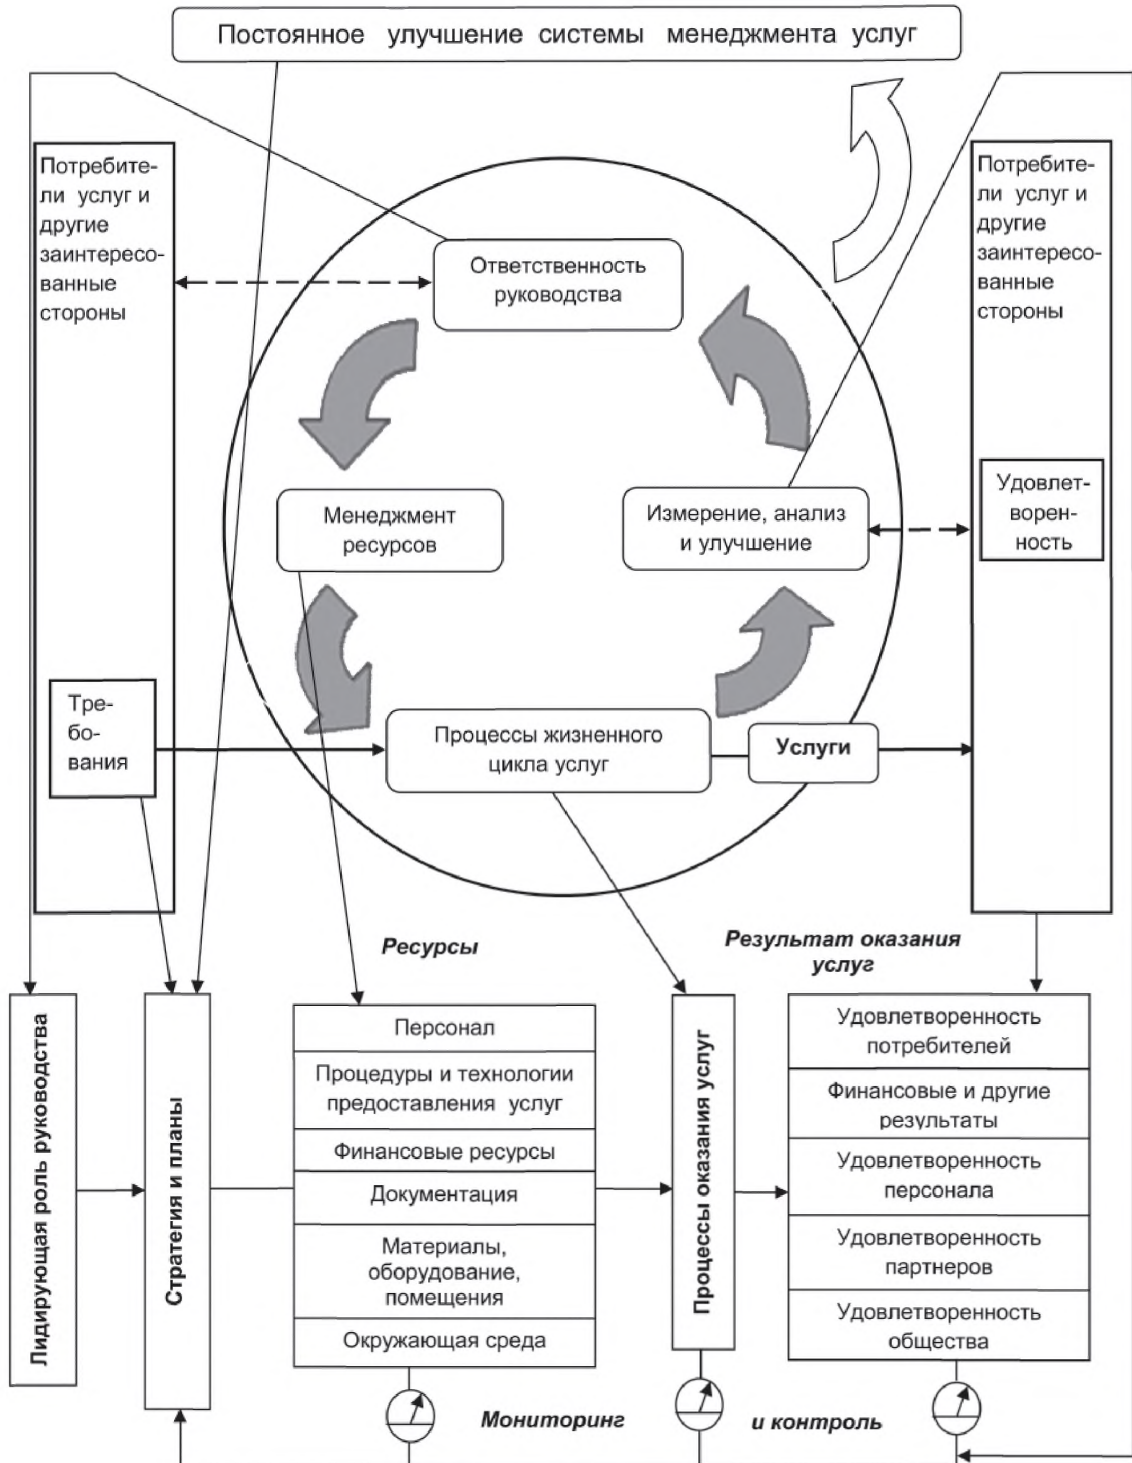 Постоянное улучшение системы менеджмента услуг
Потребите-
ли услуг и
другие
заинтересо-
ванные
стороны
Ответственность
руководства
Потребите-
ли услуг и
другие
заинтересо-
ванные
стороны
Менеджмент
ресурсов
Измерение, анализ
и улучшение
Удовлет-
ворен-
ность
Тре-
бо-
вания
Процессы жизненного
цикла услуг
Услуги
Ресурсы
Результат оказания
услуг
Лидирующая роль руководства
Стратегия и планы
Персонал
Процедуры и технологии
предоставления услуг
Финансовые ресурсы
Документация
Материалы,
оборудование,
помещения
Окружающая среда
Процессы оказания услуг
Удовлетворенность
потребителей
Финансовые и другие
результаты
Удовлетворенность
персонала
Удовлетворенность
партнеров
Удовлетворенность
общества
Мониторинг и контроль